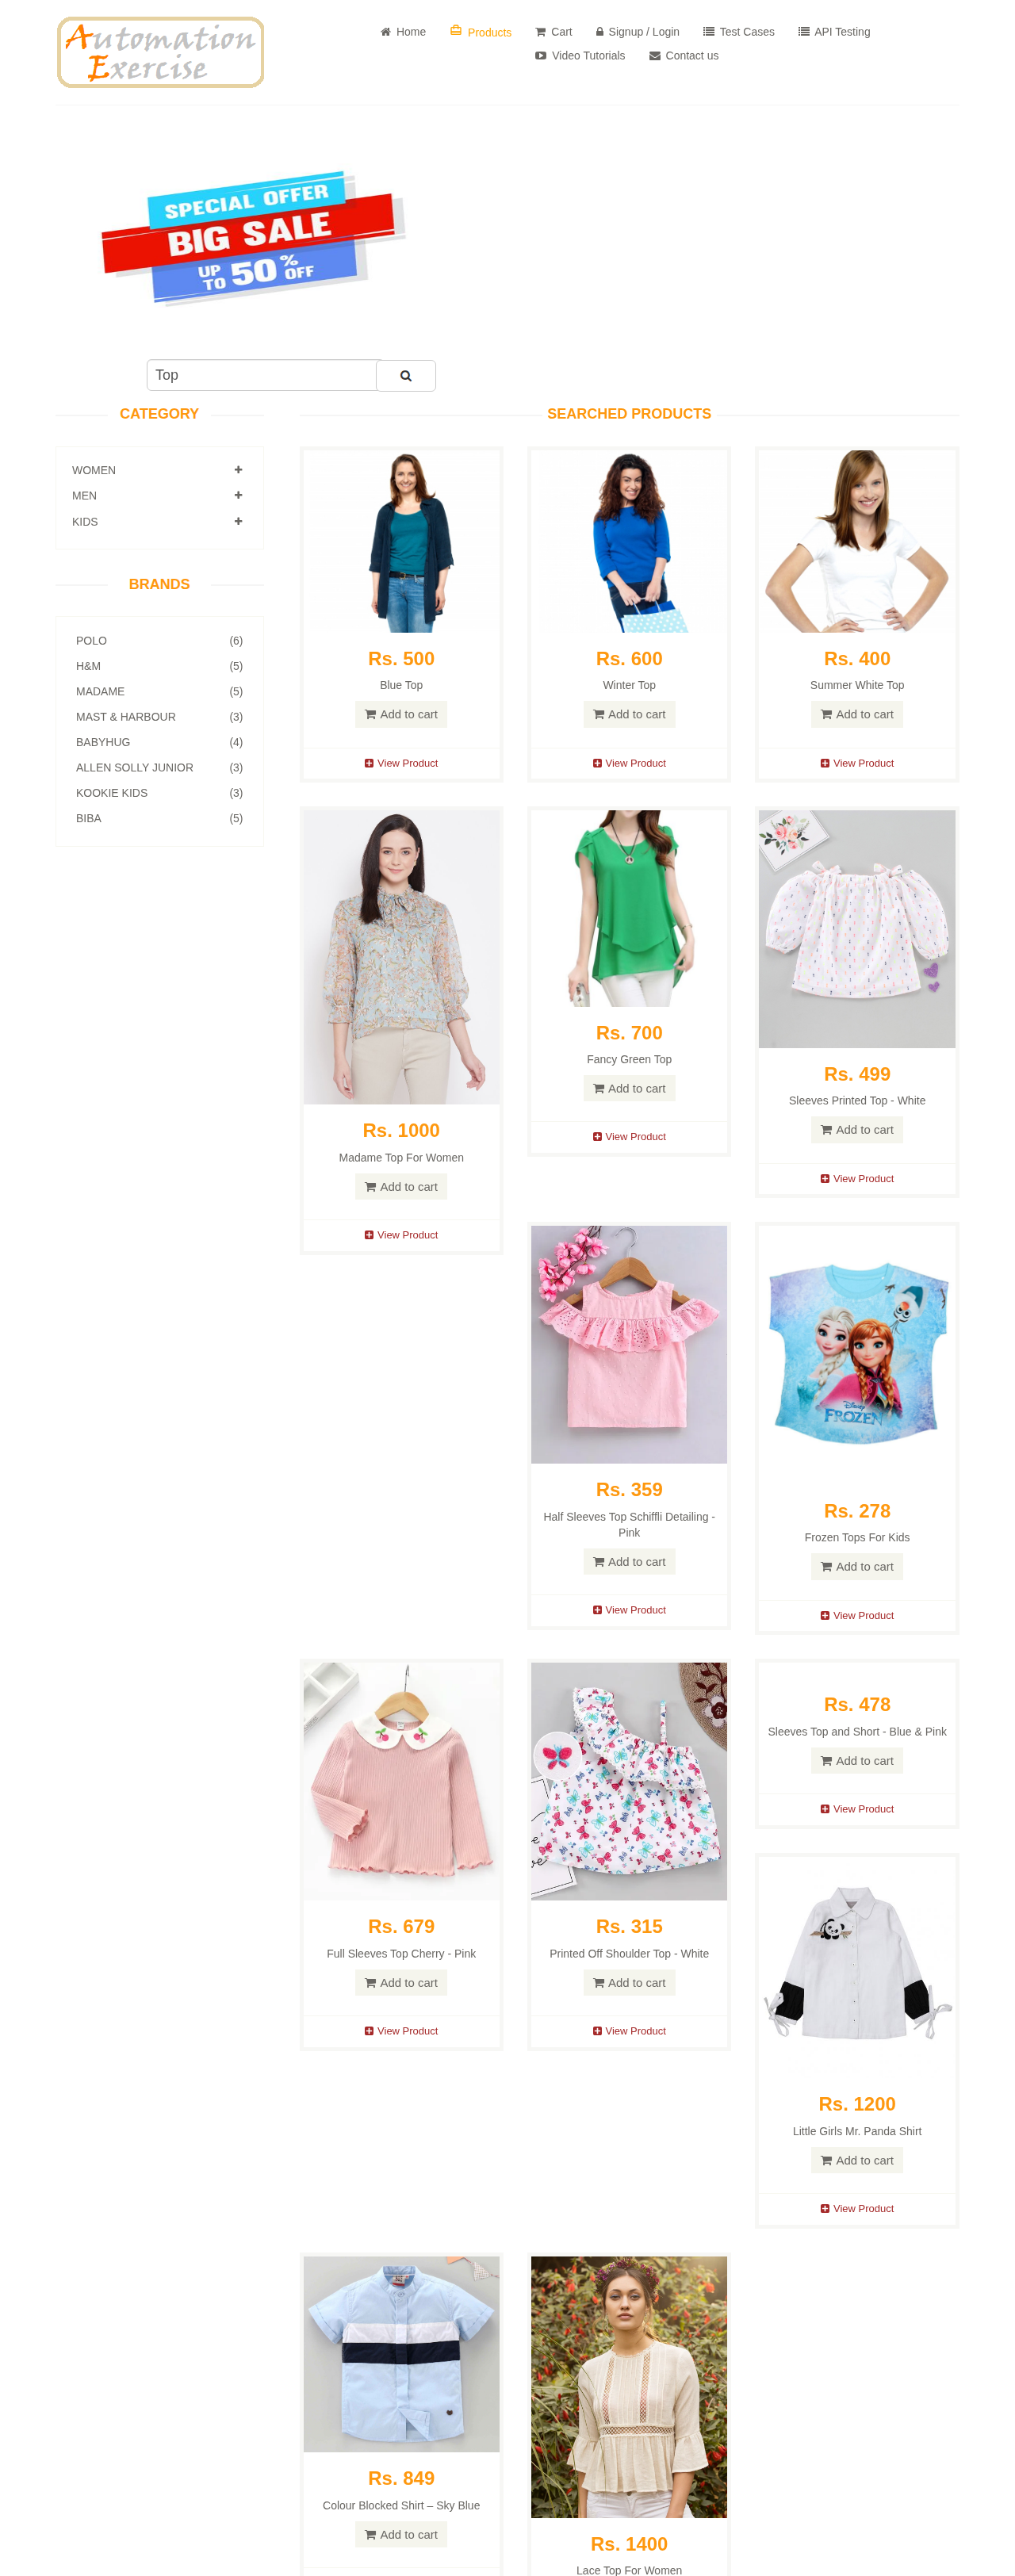 Automation
Exercise
Home
Products
Cart
Signup / Login
Test Cases
API Testing
Video Tutorials
Contact us
SPECIAL OFFER
BIG SALE
UP TO 50% OFF
Top
CATEGORY
WOMEN
MEN
KIDS
BRANDS
POLO (6)
H&M (5)
MADAME (5)
MAST & HARBOUR (3)
BABYHUG (4)
ALLEN SOLLY JUNIOR (3)
KOOKIE KIDS (3)
BIBA (5)
SEARCHED PRODUCTS
Rs. 500
Blue Top
Add to cart
View Product
Rs. 600
Winter Top
Add to cart
View Product
Rs. 400
Summer White Top
Add to cart
View Product
Rs. 1000
Madame Top For Women
Add to cart
View Product
Rs. 700
Fancy Green Top
Add to cart
View Product
Rs. 499
Sleeves Printed Top - White
Add to cart
View Product
Rs. 359
Half Sleeves Top Schiffli Detailing -
Pink
Add to cart
View Product
Disney
FROZEN
Rs. 278
Frozen Tops For Kids
Add to cart
View Product
Rs. 679
Full Sleeves Top Cherry - Pink
Add to cart
View Product
Rs. 315
Printed Off Shoulder Top - White
Add to cart
View Product
Rs. 478
Sleeves Top and Short - Blue & Pink
Add to cart
View Product
Rs. 1200
Little Girls Mr. Panda Shirt
Add to cart
View Product
Rs. 849
Colour Blocked Shirt – Sky Blue
Add to cart
Rs. 1400
Lace Top For Women